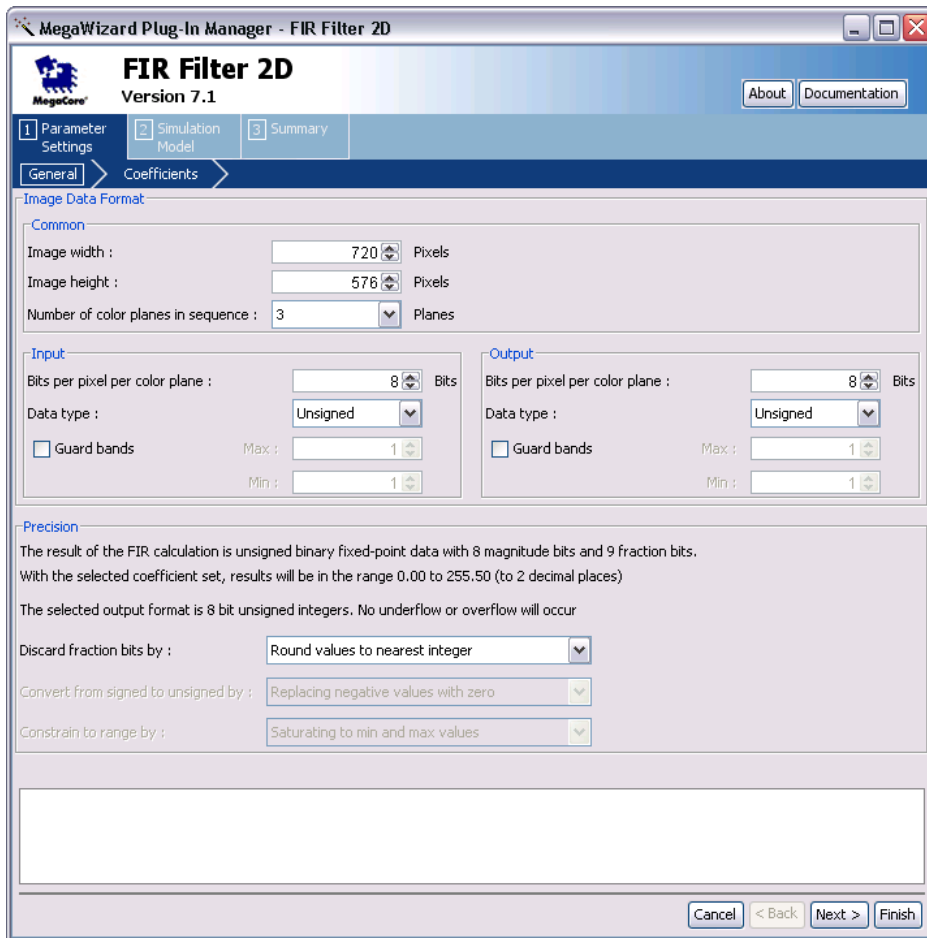 MegaWizard Plug-In Manager - FIR Filter 2D
MegaCore®
FIR Filter 2D
Version 7.1
About
Documentation
1 Parameter Settings
2 Simulation Model
3 Summary
General
Coefficients
Image Data Format
Common
Image width : 720 Pixels
Image height : 576 Pixels
Number of color planes in sequence : 3 Planes
Input
Bits per pixel per color plane : 8 Bits
Data type : Unsigned
Guard bands Max : 1
Min : 1
Output
Bits per pixel per color plane : 8 Bits
Data type : Unsigned
Guard bands Max : 1
Min : 1
Precision
The result of the FIR calculation is unsigned binary fixed-point data with 8 magnitude bits and 9 fraction bits.
With the selected coefficient set, results will be in the range 0.00 to 255.50 (to 2 decimal places)
The selected output format is 8 bit unsigned integers. No underflow or overflow will occur
Discard fraction bits by : Round values to nearest integer
Convert from signed to unsigned by : Replacing negative values with zero
Constrain to range by : Saturating to min and max values
Cancel
< Back
Next >
Finish